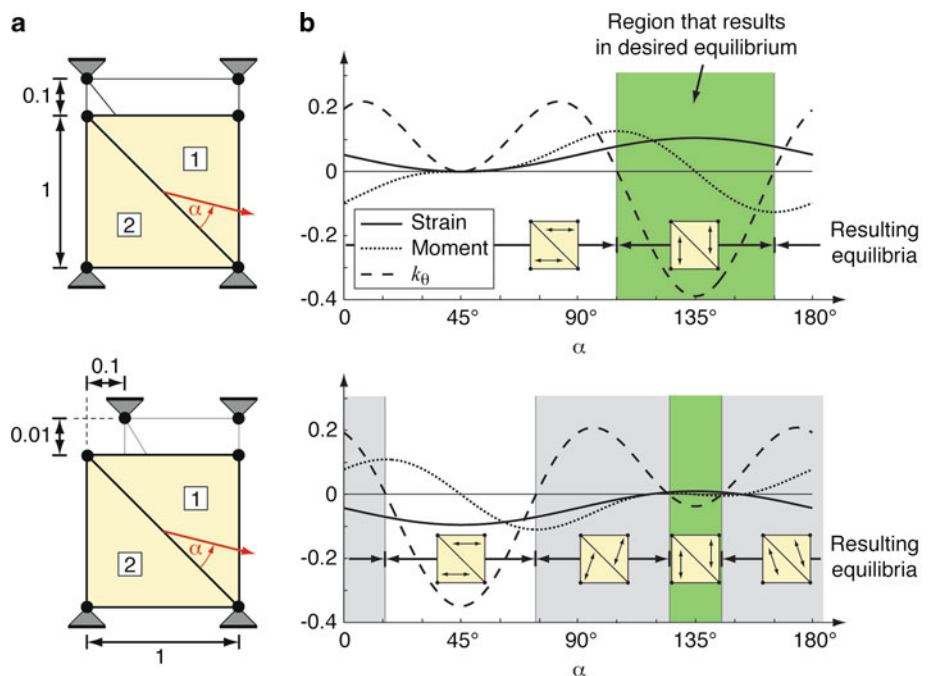 a
b
Region that results
in desired equilibrium
0.1
1
1
2
α
0.2
0
-0.2
-0.4
Strain
Moment
kθ
Resulting
equilibria
0
45°
90°
135°
180°
α
0.1
0.01
1
2
α
1
0.2
0
-0.2
-0.4
Resulting
equilibria
0
45°
90°
135°
180°
α